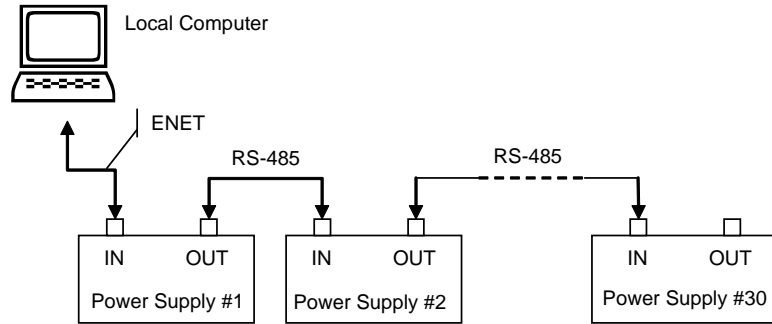 Local Computer
ENET
RS-485
RS-485
IN OUT
Power Supply #1
IN OUT
Power Supply #2
IN OUT
Power Supply #30